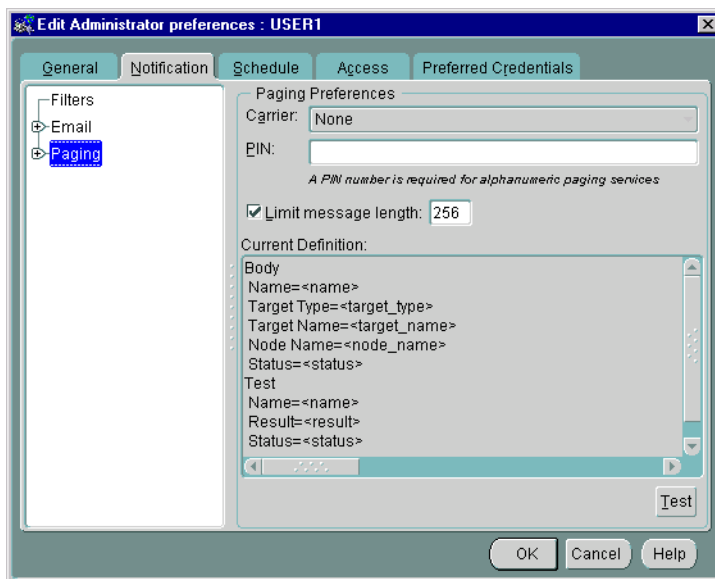 Edit Administrator preferences : USER1
General
Notification
Schedule
Access
Preferred Credentials
Filters
Email
Paging
Paging Preferences
Carrier: None
PIN:
A PIN number is required for alphanumeric paging services
Limit message length: 256
Current Definition:
Body
Name=<name>
Target Type=<target_type>
Target Name=<target_name>
Node Name=<node_name>
Status=<status>
Test
Name=<name>
Result=<result>
Status=<status>
Test
OK
Cancel
Help